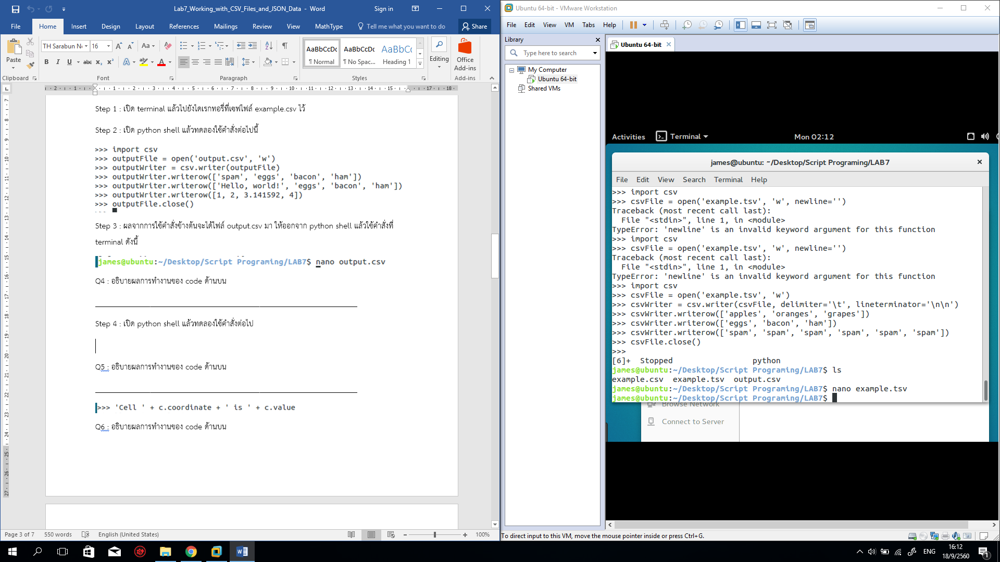 Lab7_Working_with_CSV_Files_and_JSON_Data - Word
Sign in
File
Home
Insert
Design
Layout
References
Mailings
Review
View
MathType
Tell me what you want to do
Share
Paste
TH Sarabun N
16
Clipboard
Font
Paragraph
AaBbCcDc
¶ Normal
AaBbCcDc
¶ No Spac...
AaBbCc
Heading 1
Styles
Editing
Office
Add-ins
Add-ins
Step 1 : เปิด terminal แล้วไปยังไดเรกทอรี่ที่เซฟไฟล์ example.csv ไว้
Step 2 : เปิด python shell แล้วทดลองใช้คำสั่งต่อไปนี้
>>> import csv
>>> outputFile = open('output.csv', 'w')
>>> outputWriter = csv.writer(outputFile)
>>> outputWriter.writerow(['spam', 'eggs', 'bacon', 'ham'])
>>> outputWriter.writerow(['Hello, world!', 'eggs', 'bacon', 'ham'])
>>> outputWriter.writerow([1, 2, 3.141592, 4])
>>> outputFile.close()
Step 3 : ผลจากการใช้คำสั่งข้างต้นจะได้ไฟล์ output.csv มา ให้ออกจาก python shell แล้วใช้คำสั่งที่
terminal ดังนี้
james@ubuntu:~/Desktop/Script Programing/LAB7$ nano output.csv
Q4 : อธิบายผลการทำงานของ code ด้านบน
Step 4 : เปิด python shell แล้วทดลองใช้คำสั่งต่อไป
Q5 : อธิบายผลการทำงานของ code ด้านบน
>>> 'Cell ' + c.coordinate + ' is ' + c.value
Q6 : อธิบายผลการทำงานของ code ด้านบน
Page 3 of 7
550 words
English (United States)
100%
Ubuntu 64-bit - VMware Workstation
File
Edit
View
VM
Tabs
Help
Library
Type here to search
My Computer
Ubuntu 64-bit
Shared VMs
Ubuntu 64-bit
Activities
Terminal
Mon 02:12
james@ubuntu: ~/Desktop/Script Programing/LAB7
File
Edit
View
Search
Terminal
Help
>>> import csv
>>> csvFile = open('example.tsv', 'w', newline='')
Traceback (most recent call last):
File "<stdin>", line 1, in <module>
TypeError: 'newline' is an invalid keyword argument for this function
>>> import csv
>>> csvFile = open('example.tsv', 'w', newline='')
Traceback (most recent call last):
File "<stdin>", line 1, in <module>
TypeError: 'newline' is an invalid keyword argument for this function
>>> import csv
>>> csvFile = open('example.tsv', 'w')
>>> csvWriter = csv.writer(csvFile, delimiter='\t', lineterminator='\n\n')
>>> csvWriter.writerow(['apples', 'oranges', 'grapes'])
>>> csvWriter.writerow(['eggs', 'bacon', 'ham'])
>>> csvWriter.writerow(['spam', 'spam', 'spam', 'spam', 'spam', 'spam'])
>>> csvFile.close()
>>>
[6]+ Stopped python
james@ubuntu:~/Desktop/Script Programing/LAB7$ ls
example.csv example.tsv output.csv
james@ubuntu:~/Desktop/Script Programing/LAB7$ nano example.tsv
james@ubuntu:~/Desktop/Script Programing/LAB7$
Browse Network
Connect to Server
To direct input to this VM, move the mouse pointer inside or press Ctrl+G.
ENG
16:12
18/9/2560